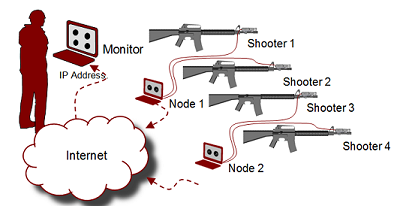 Shooter 1
Monitor
IP Address
Shooter 2
Node 1
Shooter 3
Internet
Shooter 4
Node 2